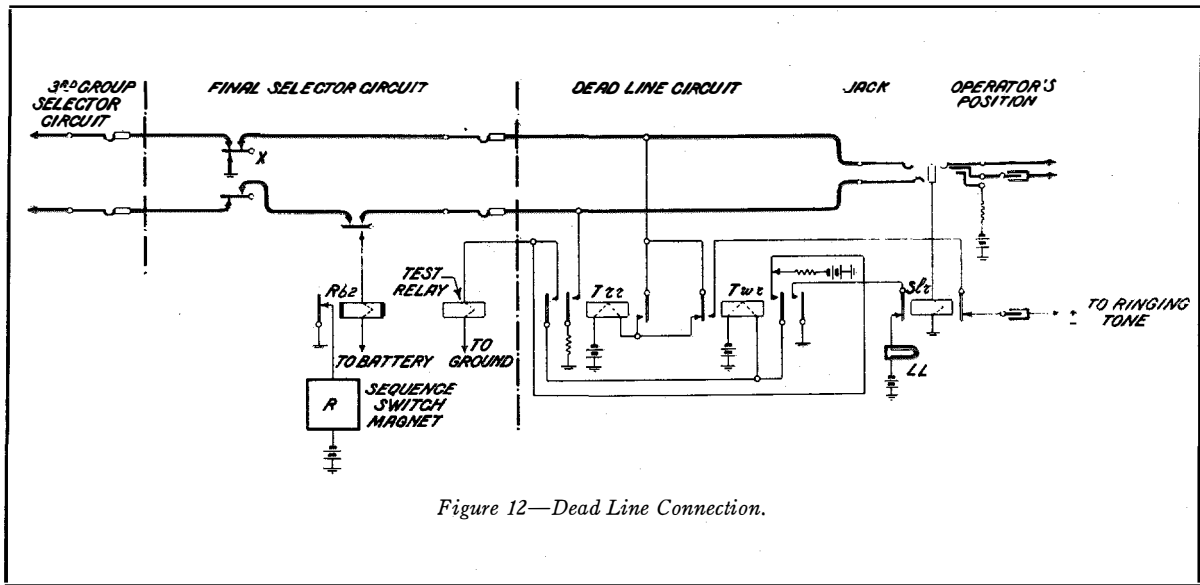 3RD GROUP
SELECTOR
CIRCUIT
FINAL SELECTOR CIRCUIT
DEAD LINE CIRCUIT
JACK
OPERATOR'S
POSITION
X
Rb2
TEST
RELAY
Trr
Twr
Slr
TO RINGING
TONE
TO BATTERY
TO
GROUND
LL
R
SEQUENCE
SWITCH
MAGNET
Figure 12—Dead Line Connection.